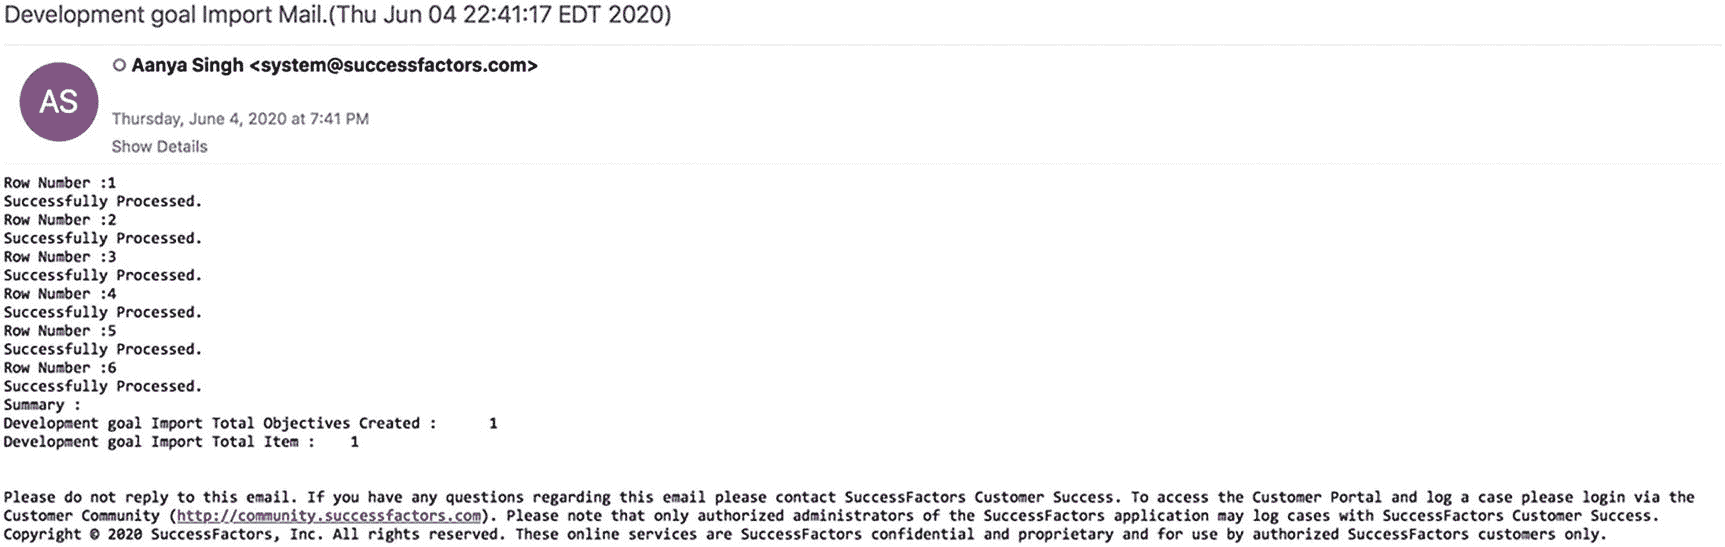 Development goal Import Mail.(Thu Jun 04 22:41:17 EDT 2020)
Aanya Singh <system@successfactors.com>
AS
Thursday, June 4, 2020 at 7:41 PM
Show Details
Row Number :1
Successfully Processed.
Row Number :2
Successfully Processed.
Row Number :3
Successfully Processed.
Row Number :4
Successfully Processed.
Row Number :5
Successfully Processed.
Row Number :6
Successfully Processed.
Summary :
Development goal Import Total Objectives Created : 1
Development goal Import Total Item : 1
Please do not reply to this email. If you have any questions regarding this email please contact SuccessFactors Customer Success. To access the Customer Portal and log a case please login via the
Customer Community (http://community.successfactors.com). Please note that only authorized administrators of the SuccessFactors application may log cases with SuccessFactors Customer Success.
Copyright © 2020 SuccessFactors, Inc. All rights reserved. These online services are SuccessFactors confidential and proprietary and for use by authorized SuccessFactors customers only.